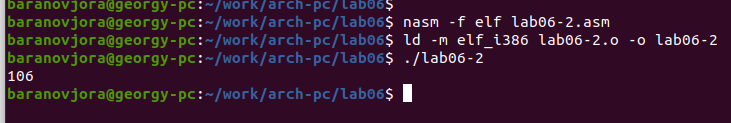 baranovjora@georgy-pc:~/work/arch-pc/lab06$
baranovjora@georgy-pc:~/work/arch-pc/lab06$ nasm -f elf lab06-2.asm
baranovjora@georgy-pc:~/work/arch-pc/lab06$ ld -m elf_i386 lab06-2.o -o lab06-2
baranovjora@georgy-pc:~/work/arch-pc/lab06$ ./lab06-2
106
baranovjora@georgy-pc:~/work/arch-pc/lab06$